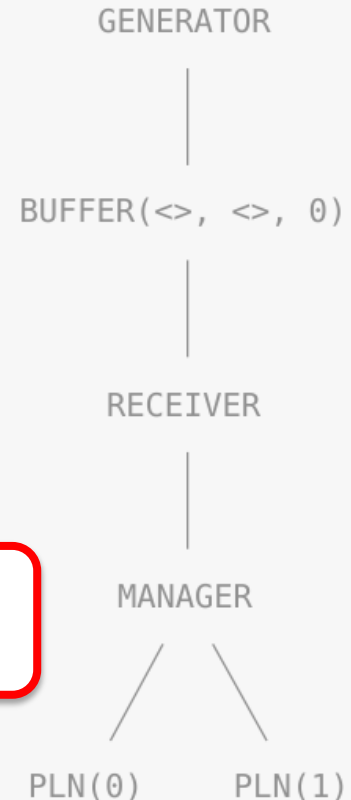 GENERATOR
BUFFER(<>, <>, 0)
RECEIVER
MANAGER
PLN(0) PLN(1)